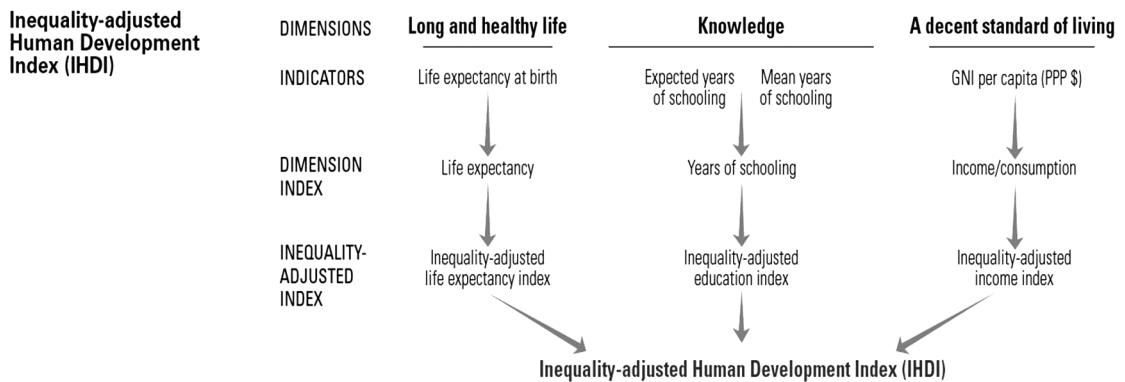 Inequality-adjusted
Human Development
Index (IHDI)
DIMENSIONS
Long and healthy life
Knowledge
A decent standard of living
INDICATORS
Life expectancy at birth
Expected years
of schooling
Mean years
of schooling
GNI per capita (PPP $)
DIMENSION
INDEX
Life expectancy
Years of schooling
Income/consumption
INEQUALITY-
ADJUSTED
INDEX
Inequality-adjusted
life expectancy index
Inequality-adjusted
education index
Inequality-adjusted
income index
Inequality-adjusted Human Development Index (IHDI)